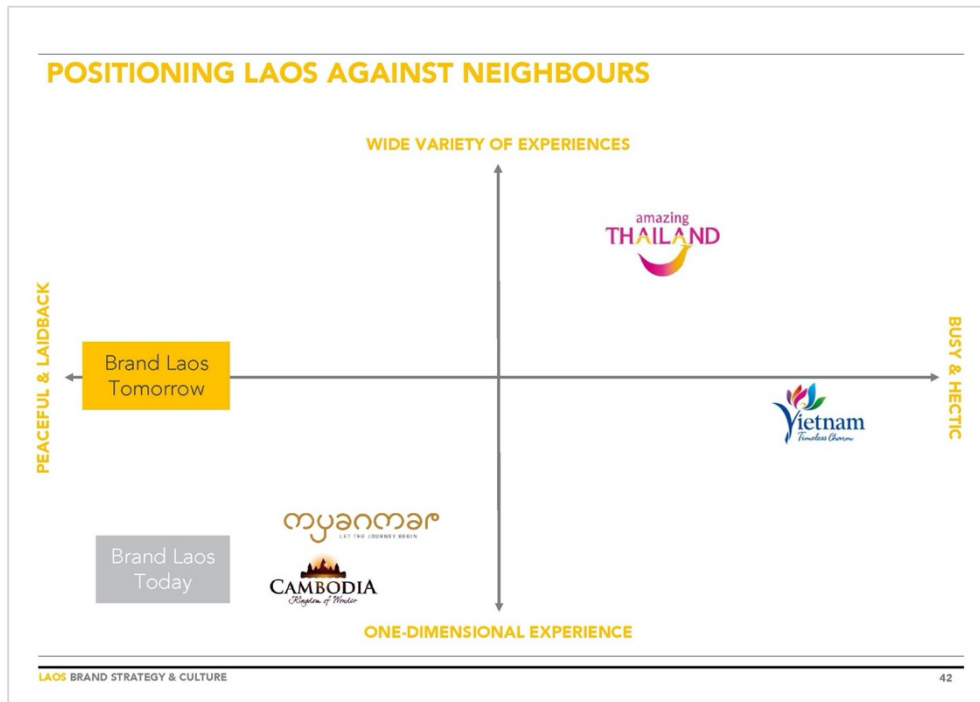 POSITIONING LAOS AGAINST NEIGHBOURS
WIDE VARIETY OF EXPERIENCES
amazing
THAILAND
PEACEFUL & LAIDBACK
BUSY & HECTIC
Brand Laos
Tomorrow
Vietnam
Timeless Charm
myanmar
LET THE JOURNEY BEGIN
Brand Laos
Today
CAMBODIA
Kingdom of Wonder
ONE-DIMENSIONAL EXPERIENCE
LAOS BRAND STRATEGY & CULTURE
42